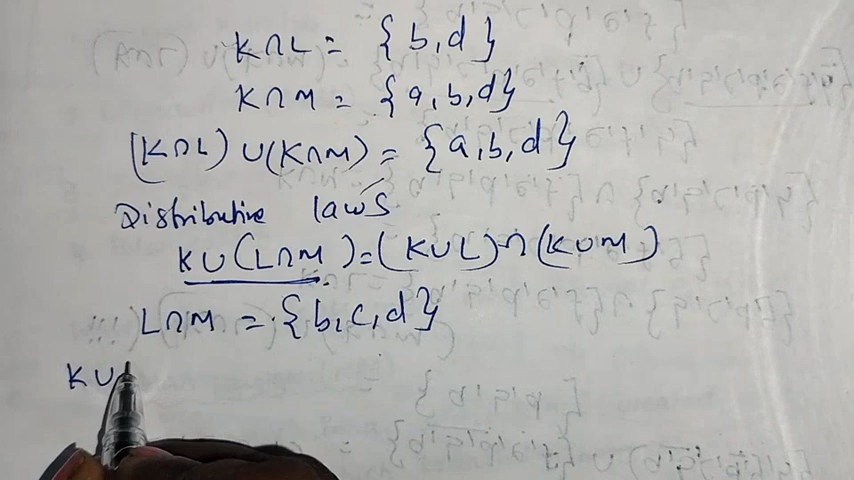 K∩L = {b,d}
K∩M = {a,b,d}
(K∩L) ∪(K∩M) = {a,b,d}
Distributive laws
K∪(L∩M)=(K∪L)∩(K∪M)
L∩M = {b,c,d}
K∪